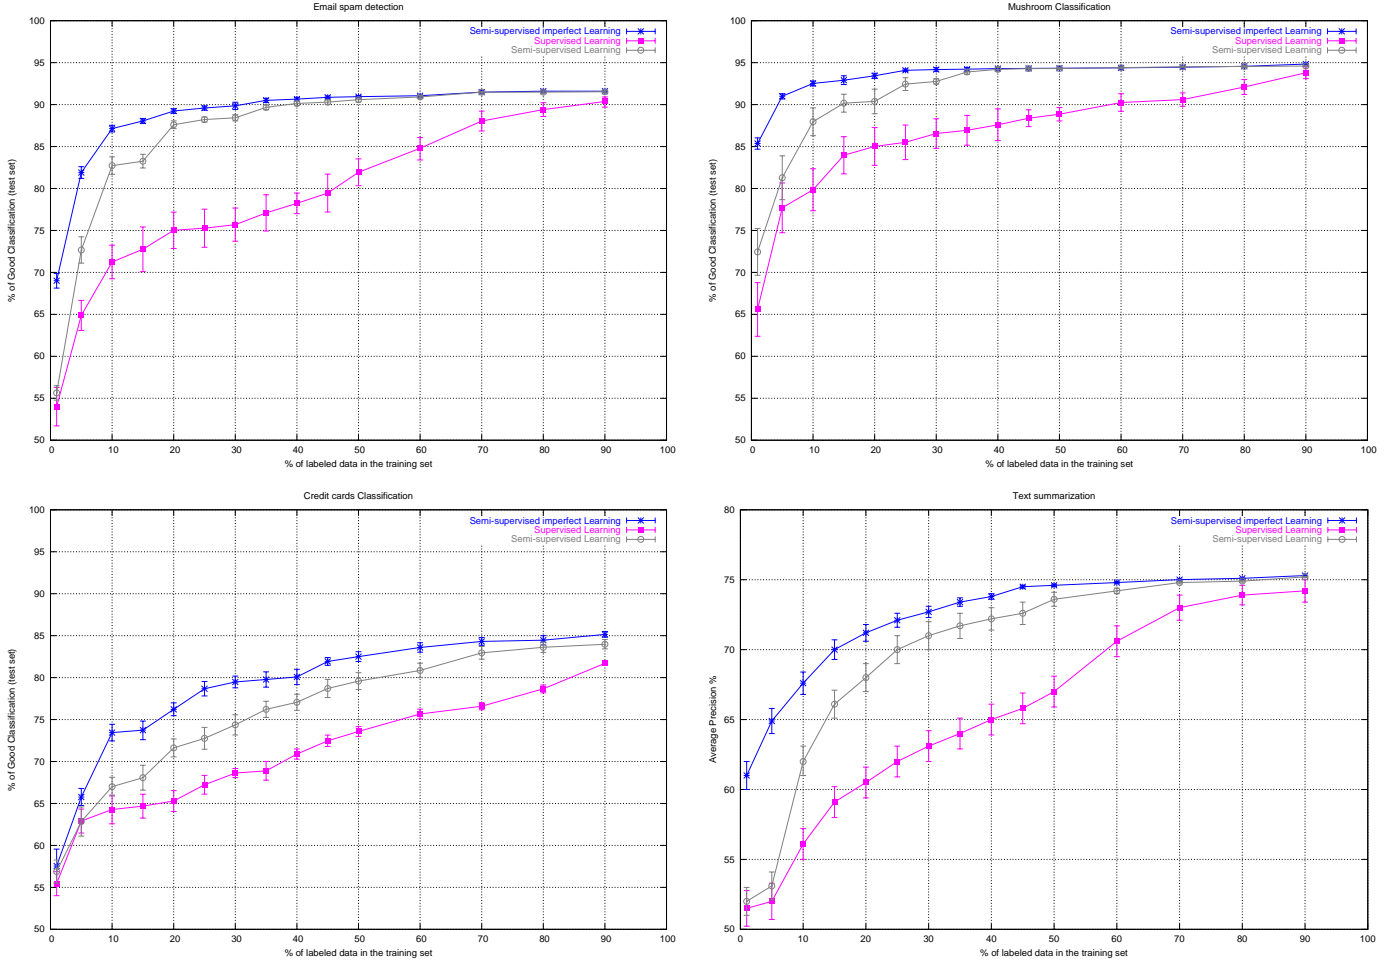 Email spam detection
Semi-supervised imperfect Learning
Supervised Learning
Semi-supervised Learning
% of Good Classification (test set)
100
95
90
85
80
75
70
65
60
55
50
0 10 20 30 40 50 60 70 80 90 100
% of labeled data in the training set
Mushroom Classification
Semi-supervised imperfect Learning
Supervised Learning
Semi-supervised Learning
% of Good Classification (test set)
100
95
90
85
80
75
70
65
60
55
50
0 10 20 30 40 50 60 70 80 90 100
% of labeled data in the training set
Credit cards Classification
Semi-supervised imperfect Learning
Supervised Learning
Semi-supervised Learning
% of Good Classification (test set)
100
95
90
85
80
75
70
65
60
55
50
0 10 20 30 40 50 60 70 80 90 100
% of labeled data in the training set
Text summarization
Semi-supervised imperfect Learning
Supervised Learning
Semi-supervised Learning
Average Precision %
80
75
70
65
60
55
50
0 10 20 30 40 50 60 70 80 90 100
% of labeled data in the training set